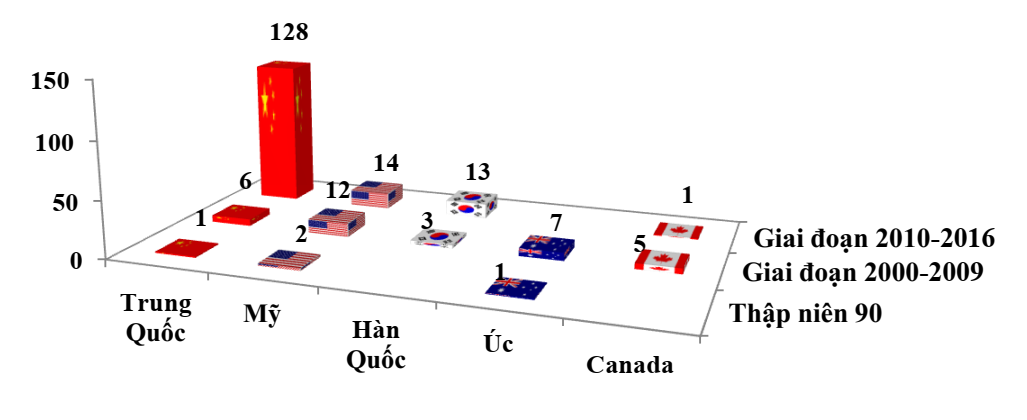 128
150
100
50
0
6
1
12
2
14
3
13
7
1
1
5
Giai đoạn 2010-2016
Giai đoạn 2000-2009
Thập niên 90
Trung
Quốc
Mỹ
Hàn
Quốc
Úc
Canada